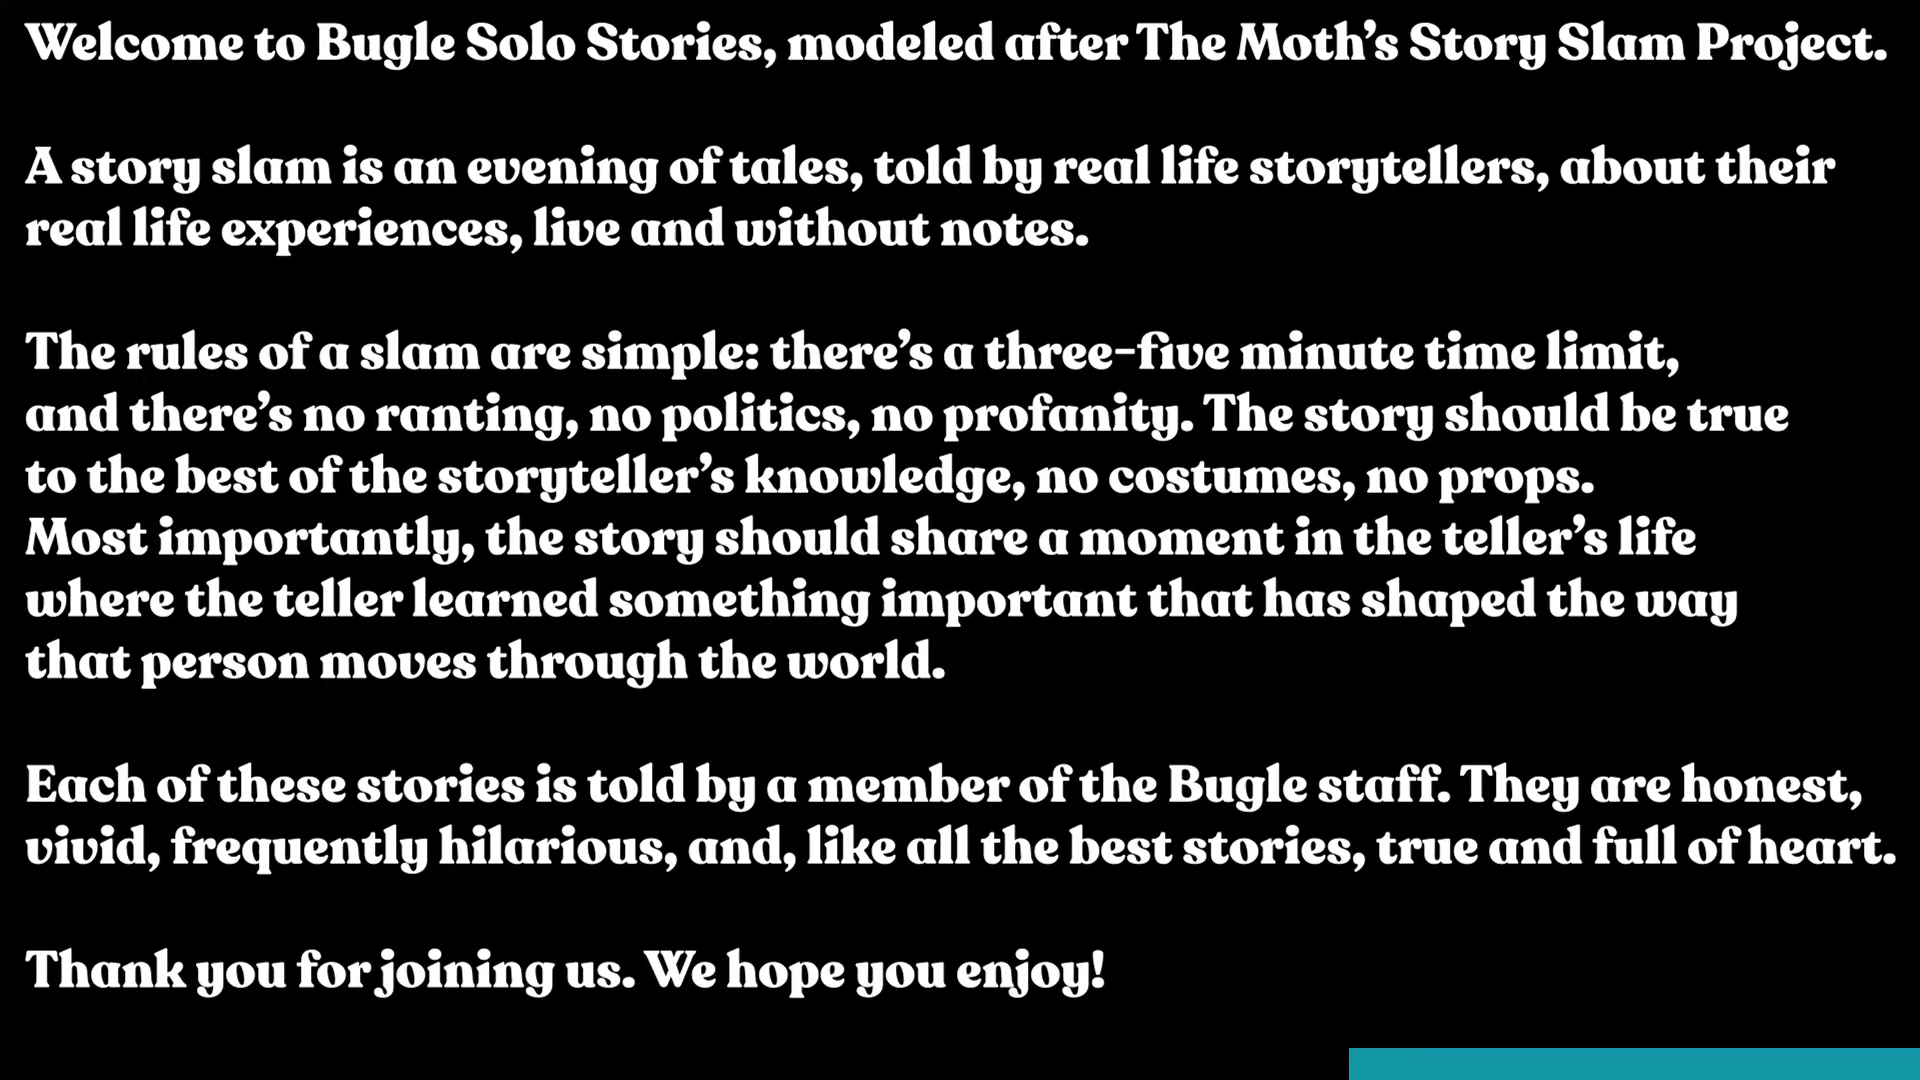 Welcome to Bugle Solo Stories, modeled after The Moth’s Story Slam Project.
A story slam is an evening of tales, told by real life storytellers, about their
real life experiences, live and without notes.
The rules of a slam are simple: there’s a three-five minute time limit,
and there’s no ranting, no politics, no profanity. The story should be true
to the best of the storyteller’s knowledge, no costumes, no props.
Most importantly, the story should share a moment in the teller’s life
where the teller learned something important that has shaped the way
that person moves through the world.
Each of these stories is told by a member of the Bugle staff. They are honest,
vivid, frequently hilarious, and, like all the best stories, true and full of heart.
Thank you for joining us. We hope you enjoy!